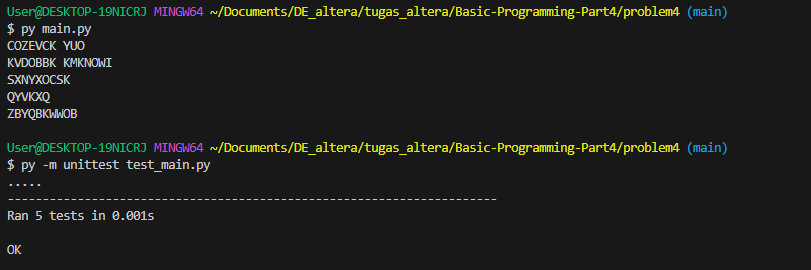 User@DESKTOP-19NICRJ MINGW64 ~/Documents/DE_altera/tugas_altera/Basic-Programming-Part4/problem4 (main)
$ py main.py
COZEVCK YUO
KVDOBBK KMKNOWI
SXNYXOCSK
QYVKXQ
ZBYQBKWWOB

User@DESKTOP-19NICRJ MINGW64 ~/Documents/DE_altera/tugas_altera/Basic-Programming-Part4/problem4 (main)
$ py -m unittest test_main.py
.....
----------------------------------------------------------------------
Ran 5 tests in 0.001s

OK